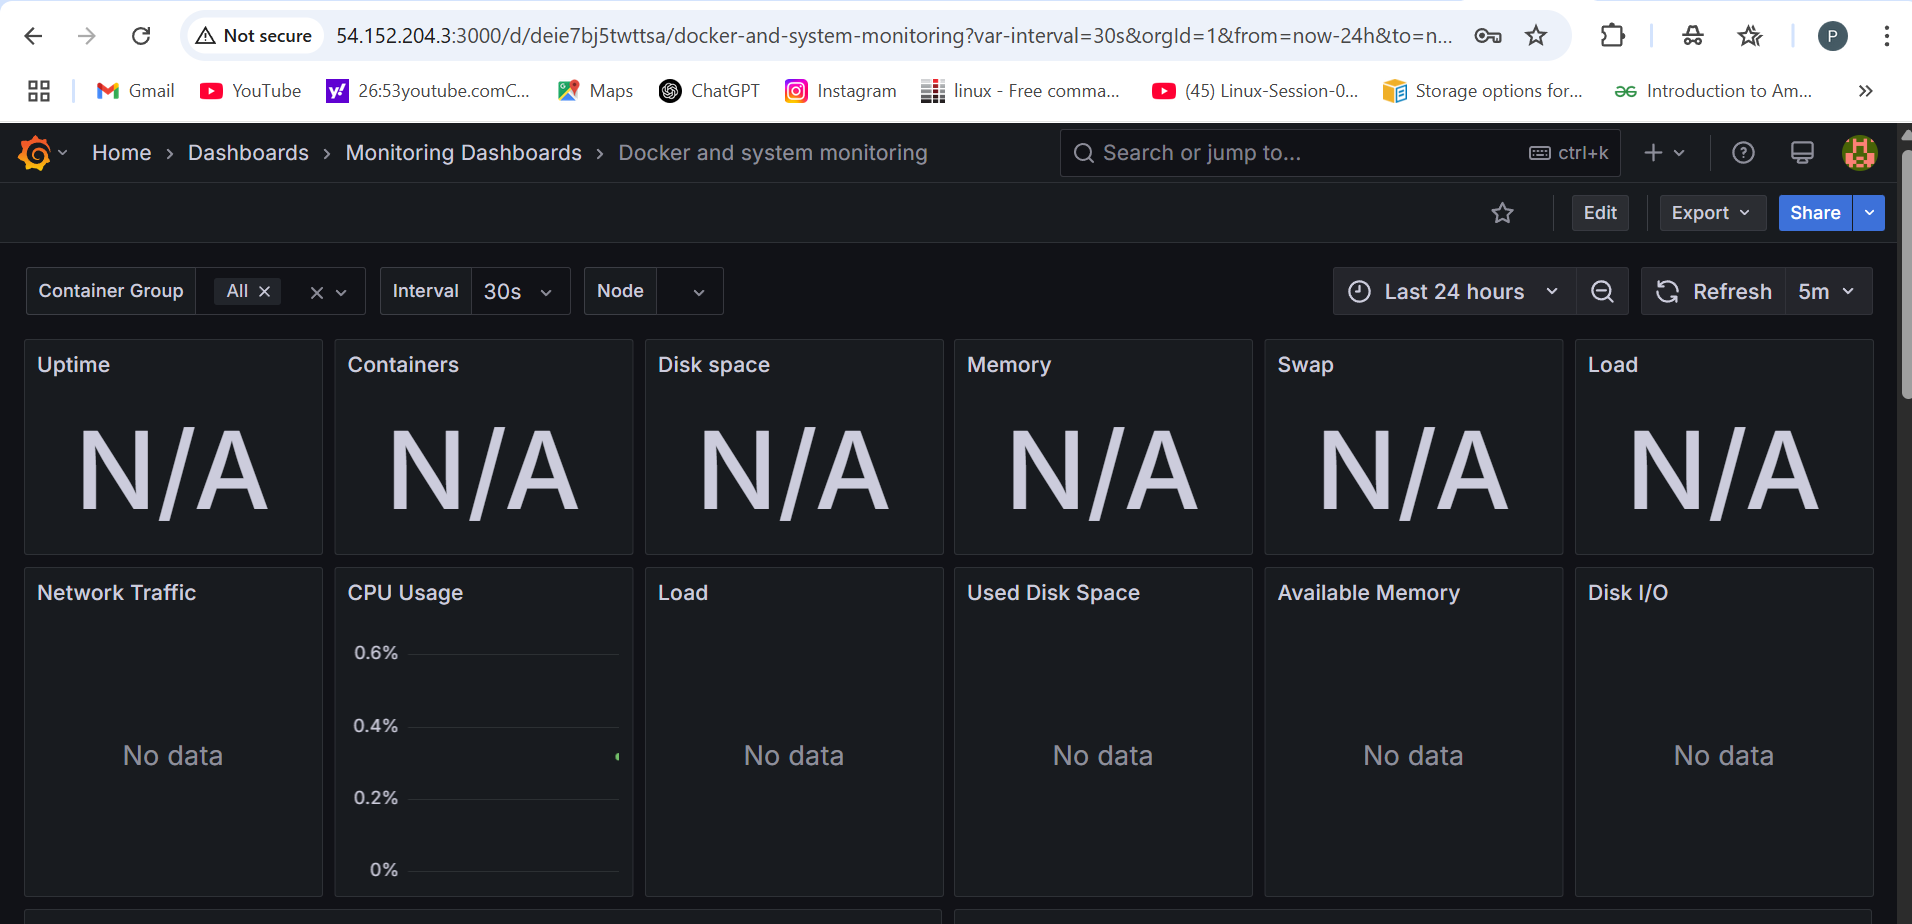 Not secure 54.152.204.3:3000/d/deie7bj5twttsa/docker-and-system-monitoring?var-interval=30s&orgId=1&from=now-24h&to=n... P
Gmail YouTube 26:53youtube.comC... Maps ChatGPT Instagram linux - Free comma... (45) Linux-Session-0... Storage options for... Introduction to Am... »
Home › Dashboards › Monitoring Dashboards › Docker and system monitoring Search or jump to... ctrl+k
Edit Export Share
Container Group All Interval 30s Node Last 24 hours Refresh 5m
Uptime Containers Disk space Memory Swap Load
N/A N/A N/A N/A N/A N/A
Network Traffic CPU Usage Load Used Disk Space Available Memory Disk I/O
0.6%
0.4%
No data No data No data No data No data
0.2%
0%